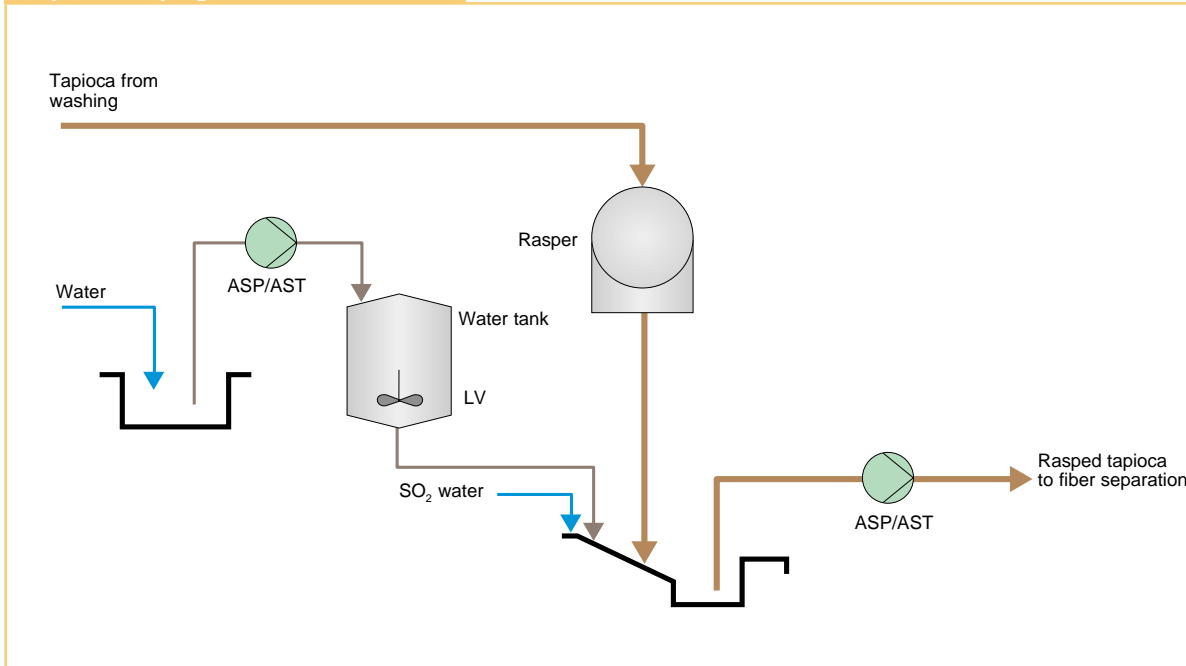 Tapioca from
washing
Rasper
ASP/AST
Water
Water tank
LV
SO₂ water
Rasped tapioca
to fiber separation
ASP/AST